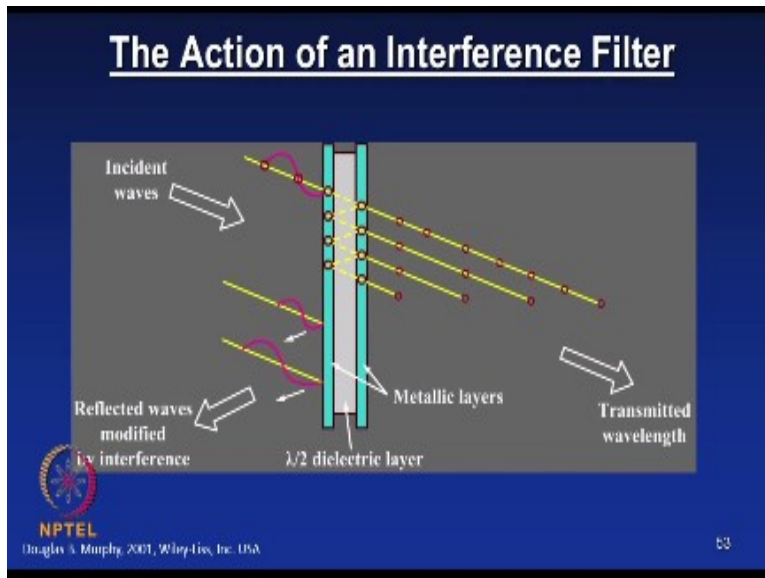 The Action of an Interference Filter
Incident
waves
Metallic layers
Reflected waves
modified
by interference
Transmitted
wavelength
λ/2 dielectric layer
NPTEL
Douglas B. Murphy, 2001, Wiley-Liss, Inc. USA
53